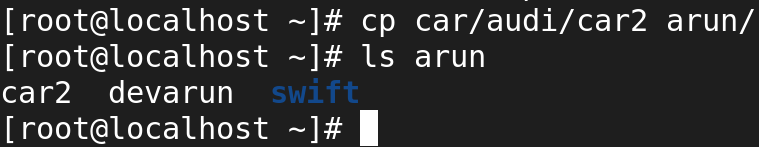 [root@localhost ~]# cp car/audi/car2 arun/
[root@localhost ~]# ls arun
car2  devarun  swift
[root@localhost ~]#